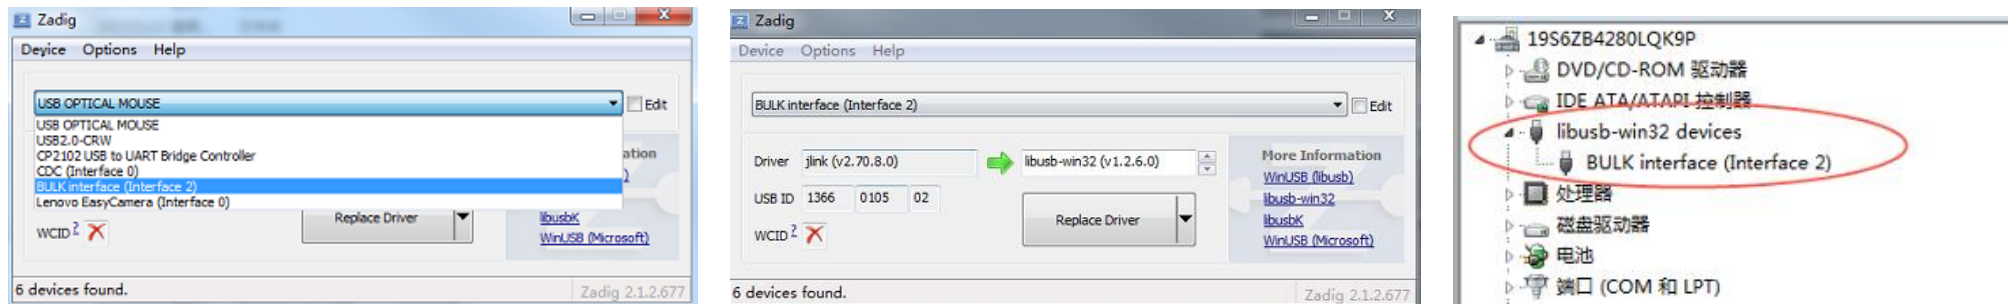 Zadig
Device Options Help
USB OPTICAL MOUSE
Edit
USB OPTICAL MOUSE
USB2.0-CRW
CP2102 USB to UART Bridge Controller
CDC (Interface 0)
BULK interface (Interface 2)
Lenovo EasyCamera (Interface 0)
ation
WCID ?
Replace Driver
libusbK
WinUSB (Microsoft)
6 devices found.
Zadig 2.1.2.677
Zadig
Device Options Help
BULK interface (Interface 2)
Edit
Driver jlink (v2.70.8.0) libusb-win32 (v1.2.6.0)
USB ID 1366 0105 02
WCID ?
Replace Driver
More Information
WinUSB (libusb)
libusb-win32
libusbK
WinUSB (Microsoft)
6 devices found.
Zadig 2.1.2.677
19S6ZB4280LQK9P
DVD/CD-ROM 驱动器
IDE ATA/ATAPI 控制器
libusb-win32 devices
BULK interface (Interface 2)
处理器
磁盘驱动器
电池
端口 (COM 和 LPT)